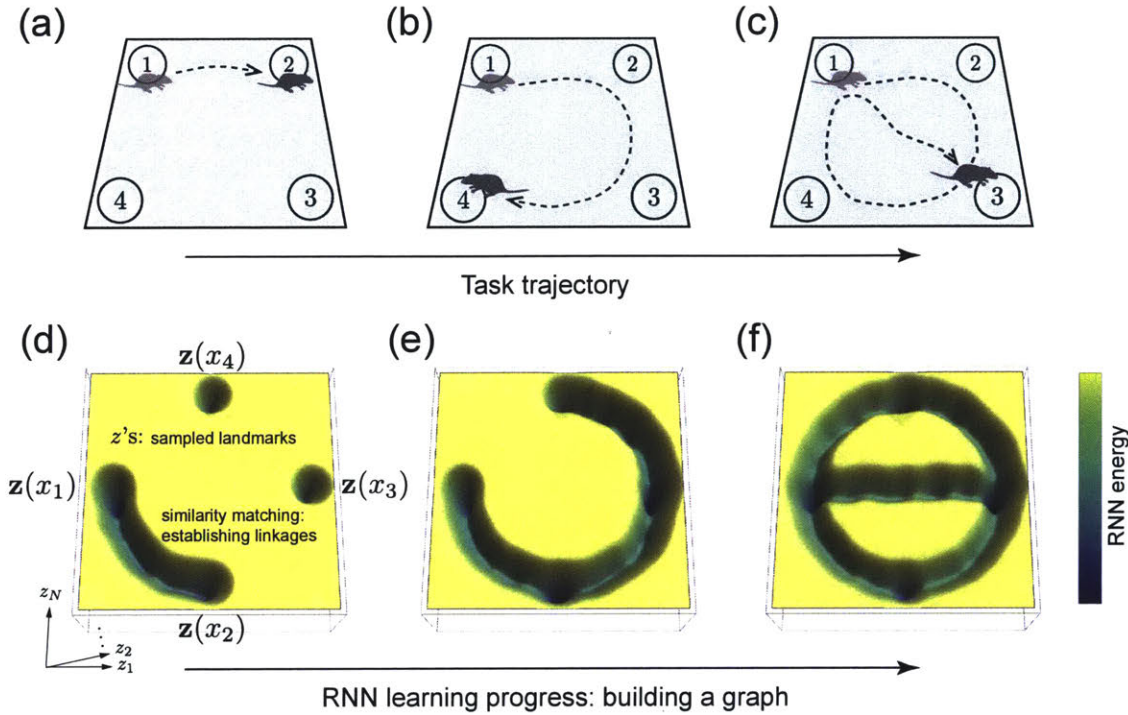 (a)
(b)
(c)
1
2
4
3
1
2
4
3
1
2
4
3
Task trajectory
(d)
(e)
(f)
z(x₄)
z's: sampled landmarks
z(x₁)
z(x₃)
similarity matching:
establishing linkages
z(x₂)
z_N
z₂
z₁
RNN energy
RNN learning progress: building a graph